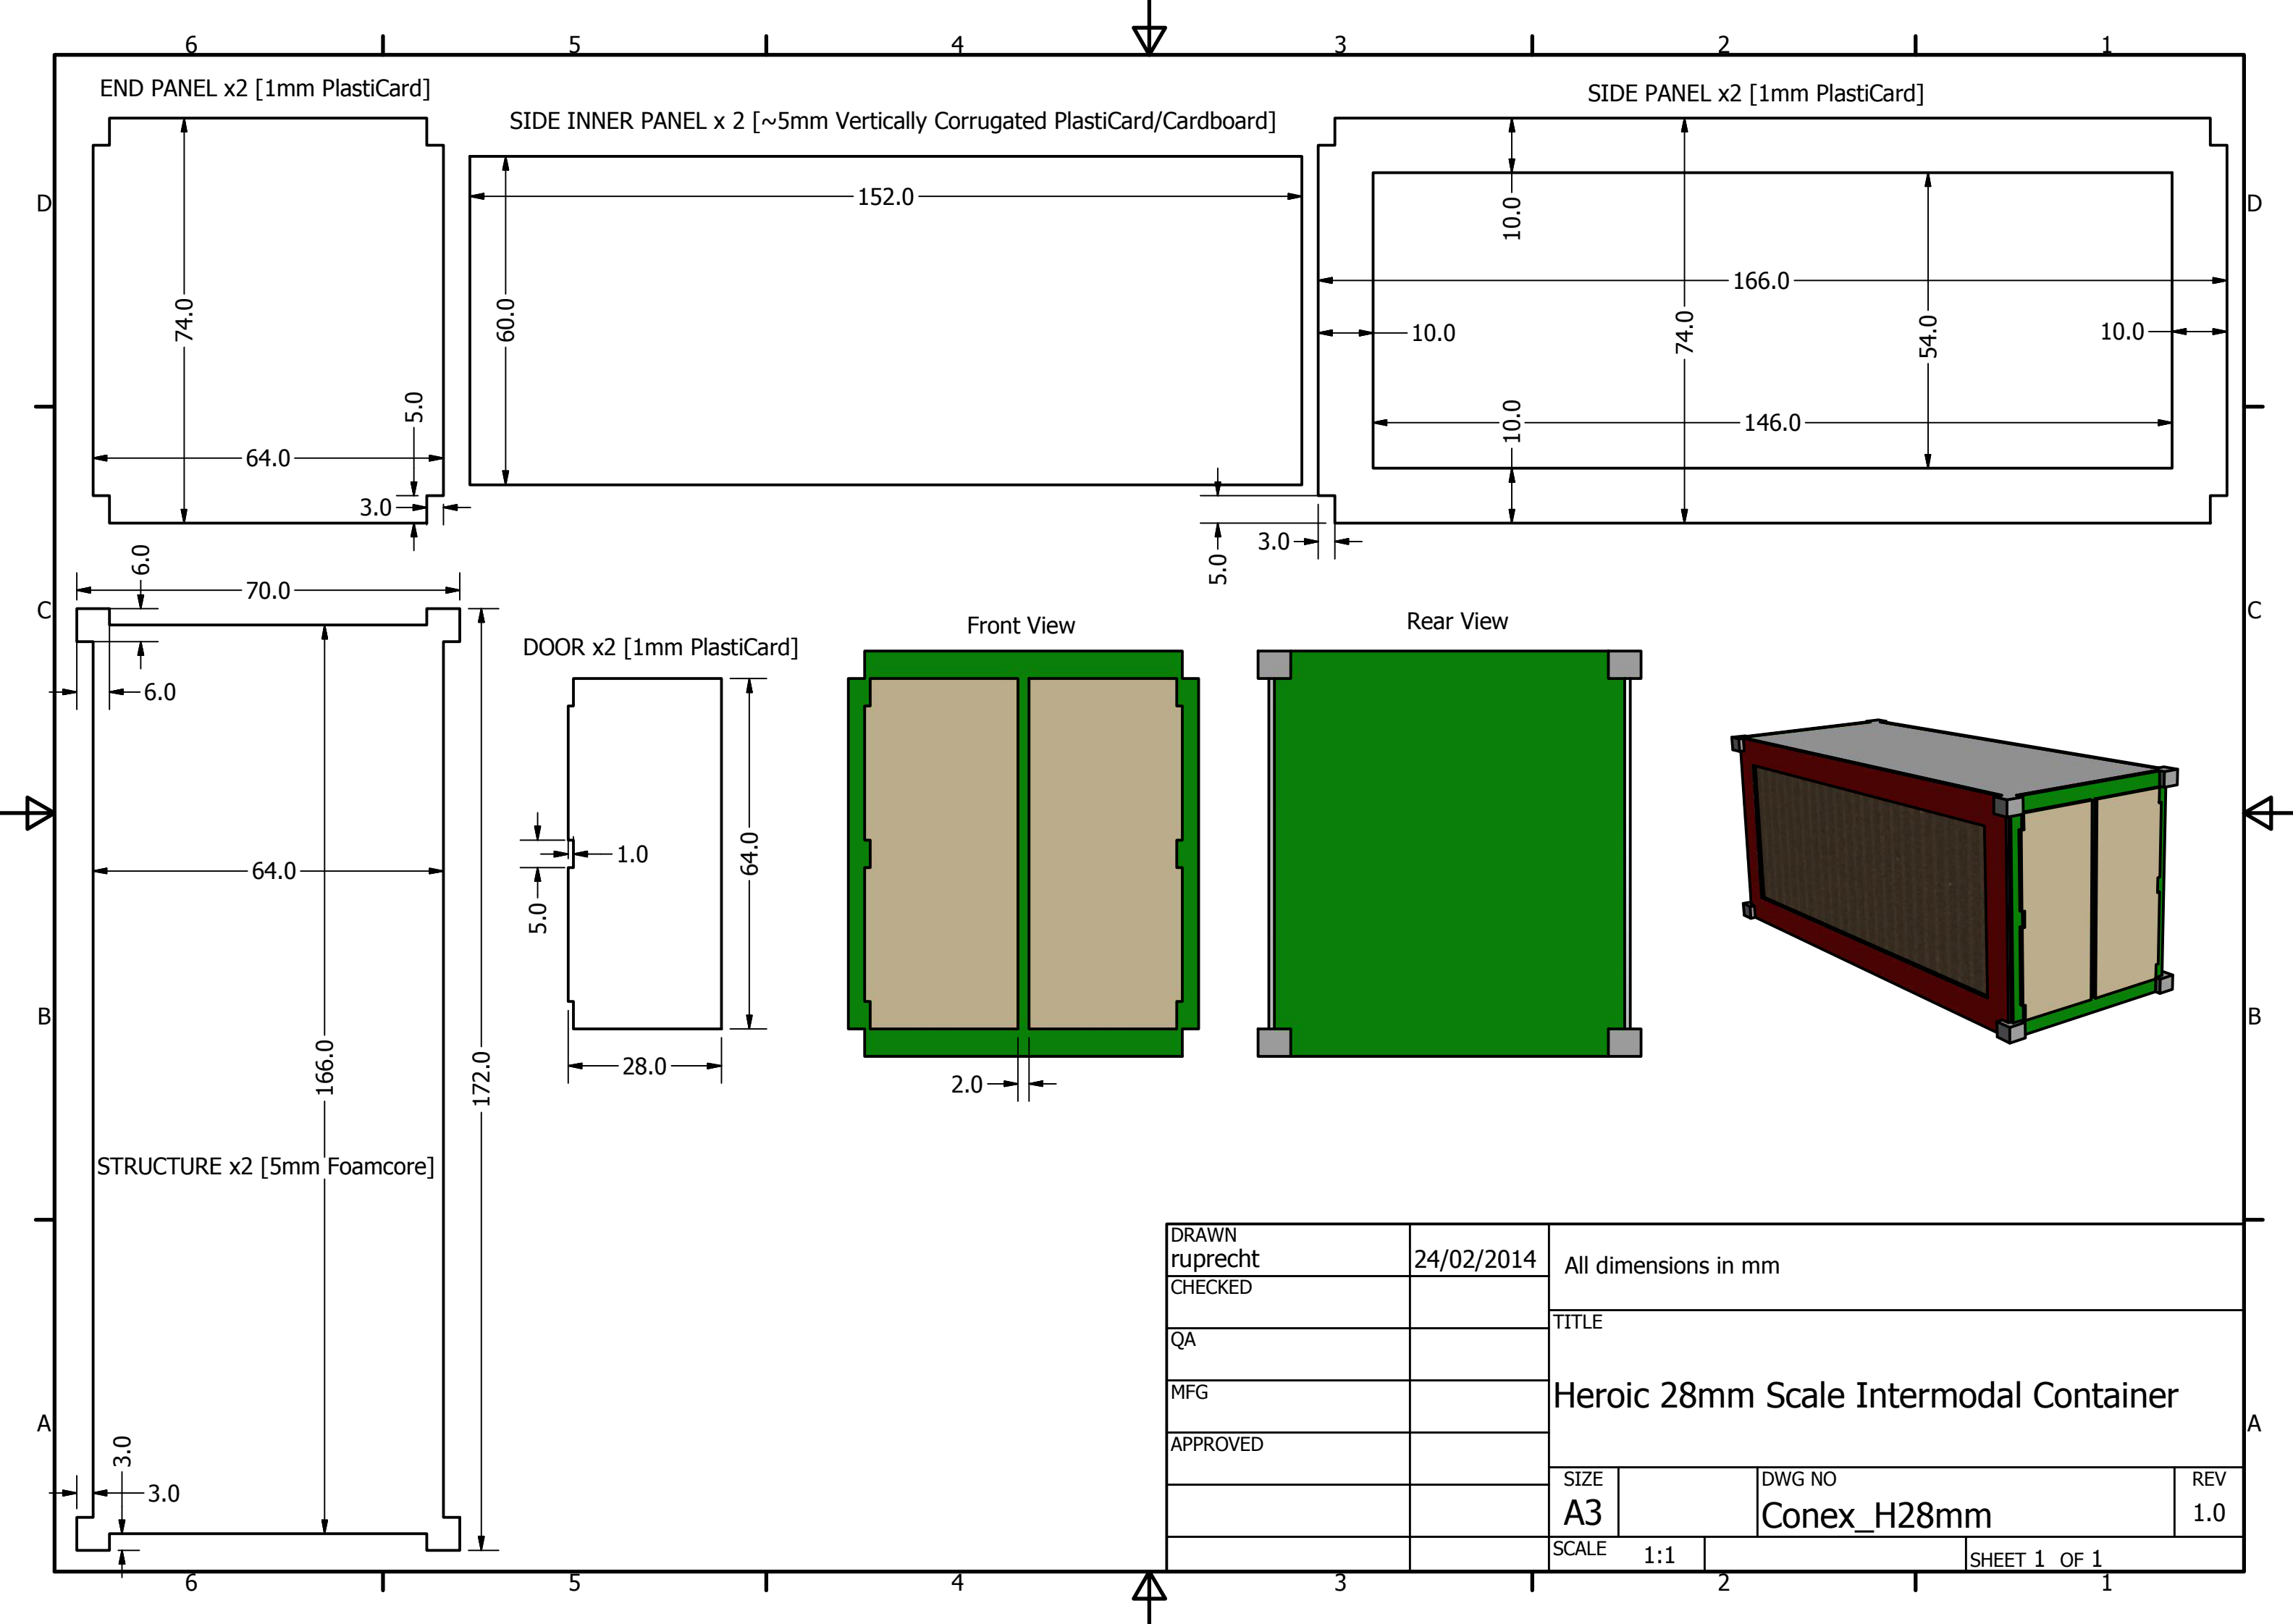 6 5 4 3 2 1
END PANEL x2 [1mm PlastiCard]
SIDE INNER PANEL x 2 [~5mm Vertically Corrugated PlastiCard/Cardboard]
SIDE PANEL x2 [1mm PlastiCard]
D
D
74.0
64.0
5.0
3.0
152.0
60.0
10.0
166.0
10.0
74.0
54.0
10.0
10.0
146.0
5.0
3.0
C
C
6.0
70.0
6.0
64.0
166.0
172.0
STRUCTURE x2 [5mm Foamcore]
3.0
3.0
DOOR x2 [1mm PlastiCard]
1.0
5.0
64.0
28.0
Front View
2.0
Rear View
B
B
A
A
DRAWN
ruprecht
24/02/2014
CHECKED
QA
MFG
APPROVED
All dimensions in mm
TITLE
Heroic 28mm Scale Intermodal Container
SIZE
A3
DWG NO
Conex_H28mm
REV
1.0
SCALE
1:1
SHEET 1 OF 1
6 5 4 3 2 1